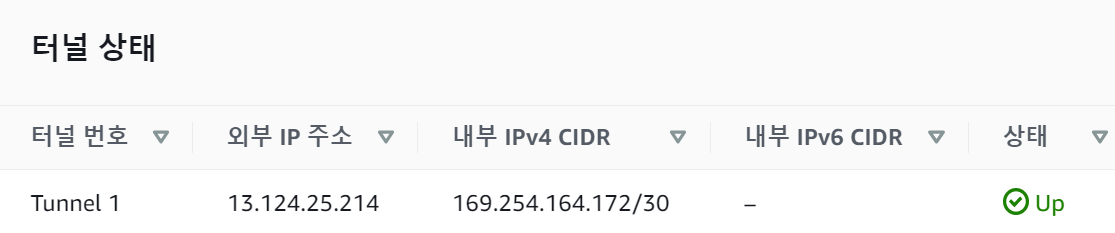 터널 상태
터널 번호 외부 IP 주소 내부 IPv4 CIDR 내부 IPv6 CIDR 상태
Tunnel 1 13.124.25.214 169.254.164.172/30 – Up